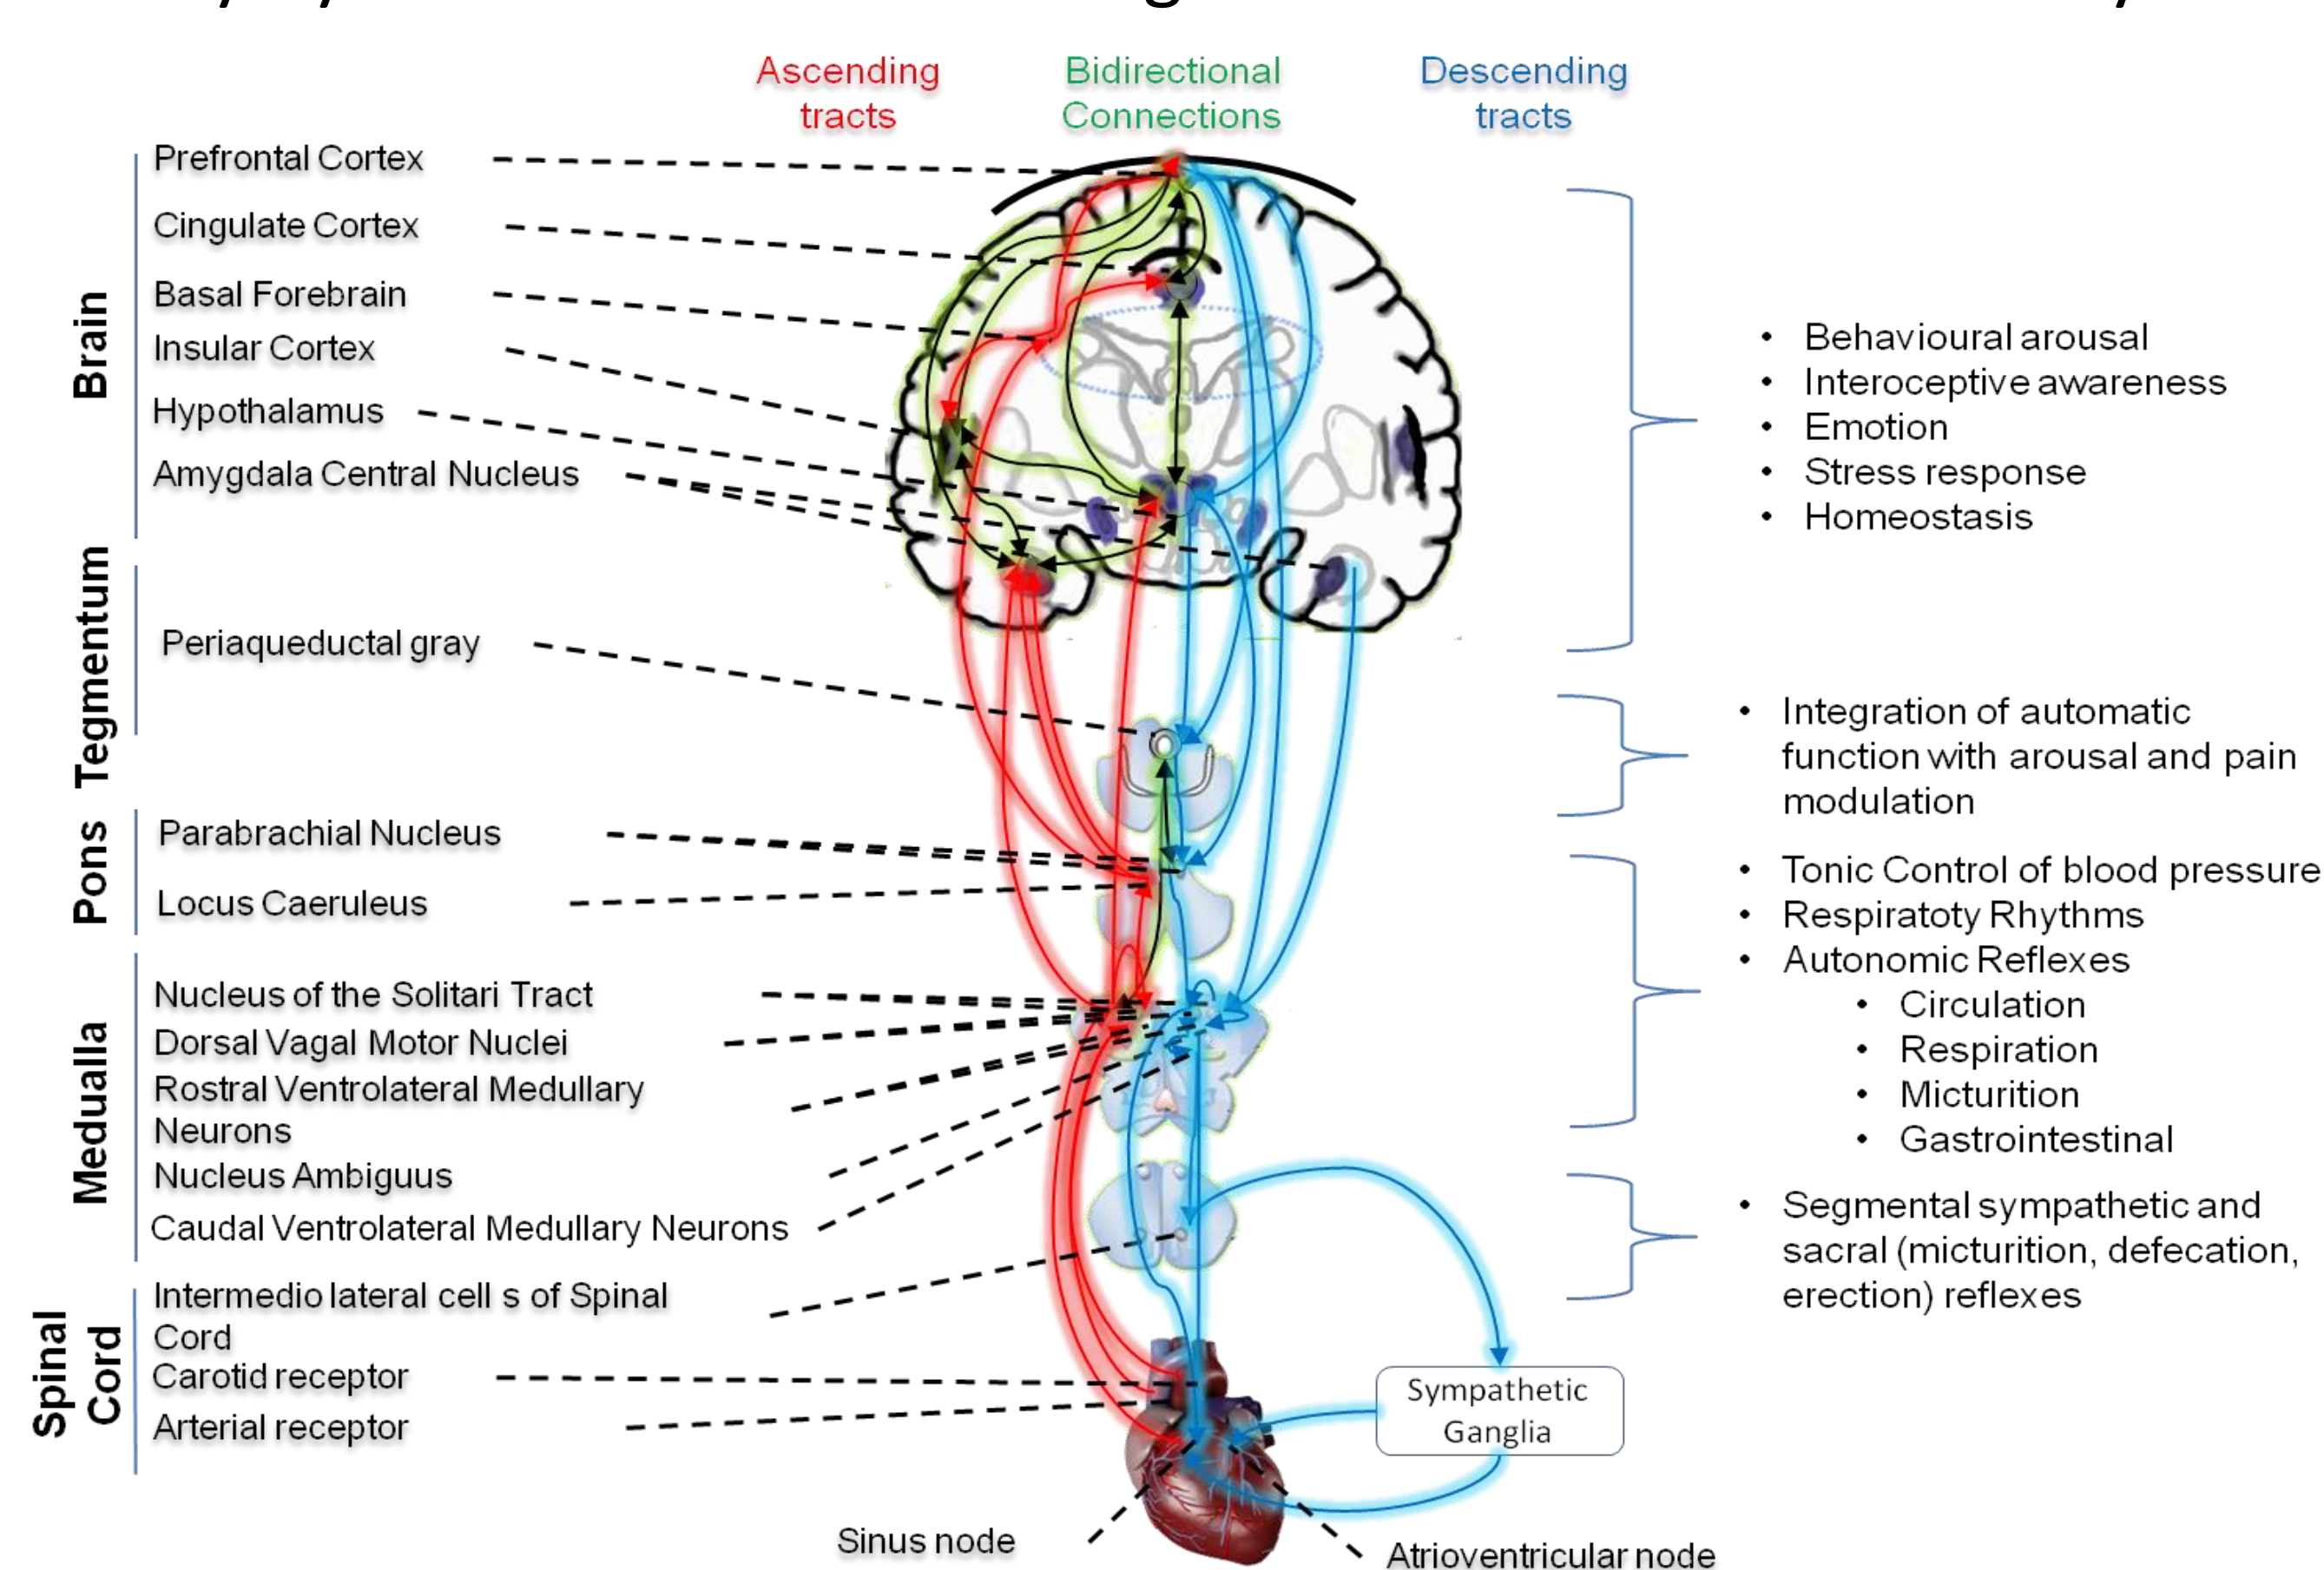 Ascending
tracts
Bidirectional
Connections
Descending
tracts
Brain
Prefrontal Cortex
Cingulate Cortex
Basal Forebrain
Insular Cortex
Hypothalamus
Amygdala Central Nucleus
Tegmentum
Periaqueductal gray
Pons
Parabrachial Nucleus
Locus Caeruleus
Medualla
Nucleus of the Solitari Tract
Dorsal Vagal Motor Nuclei
Rostral Ventrolateral Medullary
Neurons
Nucleus Ambiguus
Caudal Ventrolateral Medullary Neurons
Spinal
Cord
Intermedio lateral cell s of Spinal
Cord
Carotid receptor
Arterial receptor
Sinus node
Atrioventricular node
Sympathetic
Ganglia
• Behavioural arousal
• Interoceptive awareness
• Emotion
• Stress response
• Homeostasis
• Integration of automatic
function with arousal and pain
modulation
• Tonic Control of blood pressure
• Respiratoty Rhythms
• Autonomic Reflexes
• Circulation
• Respiration
• Micturition
• Gastrointestinal
• Segmental sympathetic and
sacral (micturition, defecation,
erection) reflexes